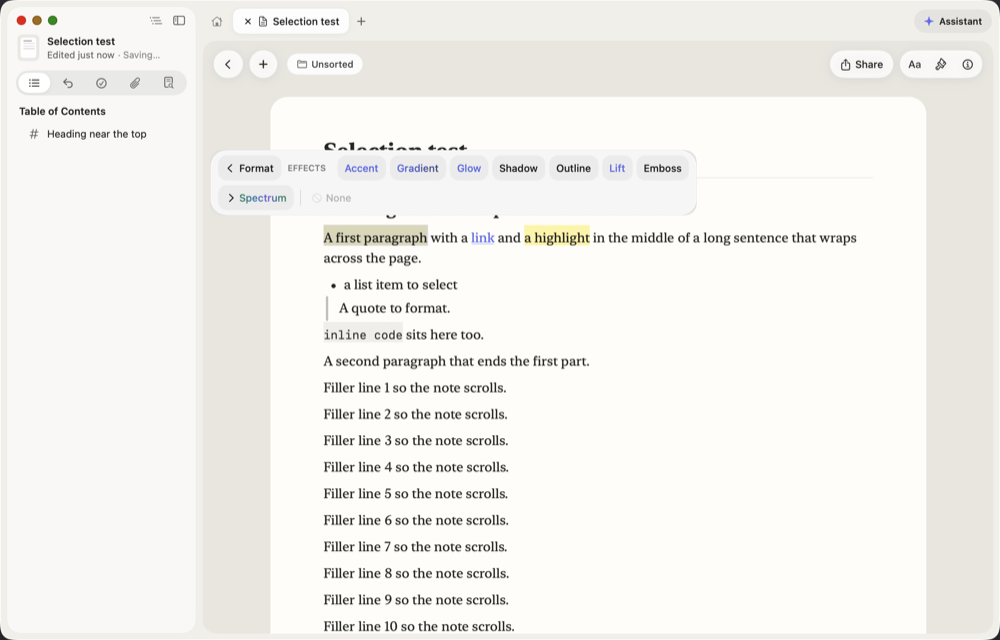 Selection test
Edited just now · Saving...
Table of Contents
# Heading near the top
Selection test
Assistant
Unsorted
Share
Aa
Selection test
Format EFFECTS Accent Gradient Glow Shadow Outline Lift Emboss
Spectrum None
A first paragraph with a link and a highlight in the middle of a long sentence that wraps
across the page.
• a list item to select
A quote to format.
inline code sits here too.
A second paragraph that ends the first part.
Filler line 1 so the note scrolls.
Filler line 2 so the note scrolls.
Filler line 3 so the note scrolls.
Filler line 4 so the note scrolls.
Filler line 5 so the note scrolls.
Filler line 6 so the note scrolls.
Filler line 7 so the note scrolls.
Filler line 8 so the note scrolls.
Filler line 9 so the note scrolls.
Filler line 10 so the note scrolls.